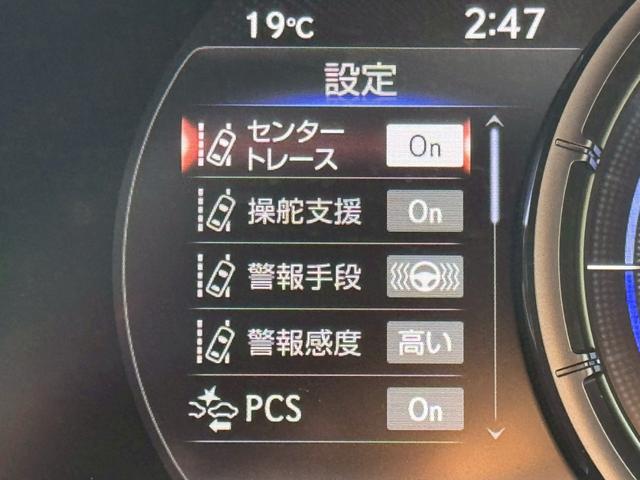 19℃ 2:47
設定
センター
トレース On
操舵支援 On
警報手段
警報感度 高い
PCS On